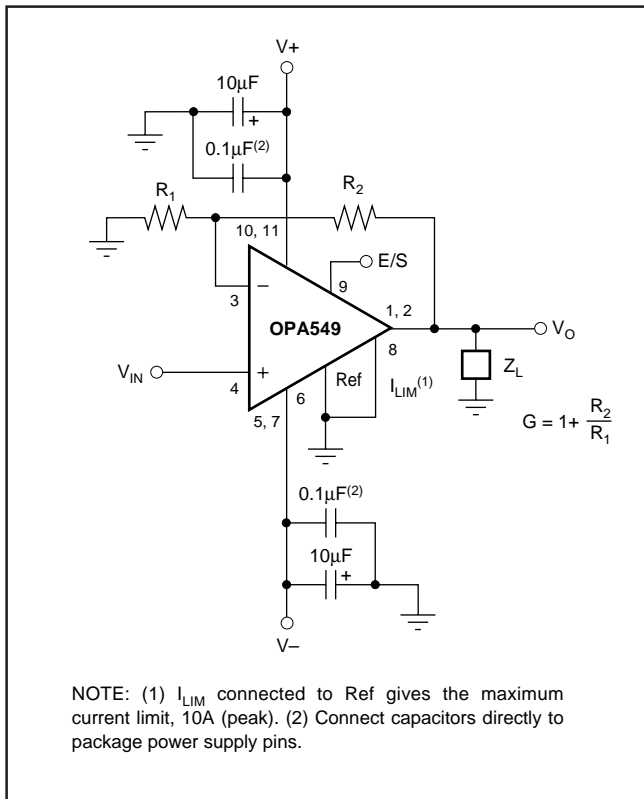 V+
10µF
+
0.1µF(2)
R1
R2
10, 11
E/S
9
−
3
OPA549
1, 2
VO
8
VIN
4
+
Ref
ILIM(1)
ZL
6
5, 7
G = 1+ R2/R1
0.1µF(2)
10µF
+
V–
NOTE: (1) ILIM connected to Ref gives the maximum
current limit, 10A (peak). (2) Connect capacitors directly to
package power supply pins.